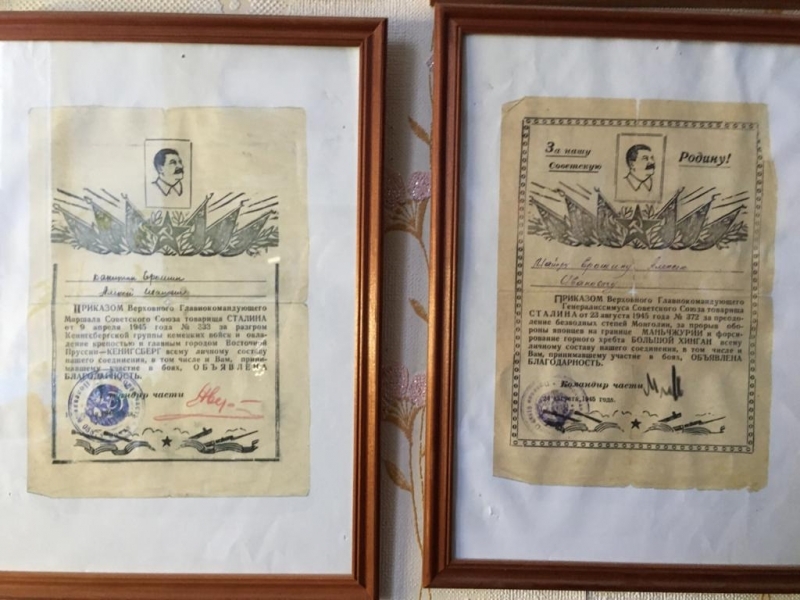 ПРИКАЗОМ Верховного Главнокомандующего
Маршала Советского Союза товарища СТАЛИНА
от 9 апреля 1945 года № 333 за разгром
Кенигсбергской группы немецких войск и овла-
дение крепостью и главным городом Восточной
Пруссии—КЕНИГСБЕРГ всему личному составу
нашего соединения, в том числе и Вам, прини-
мавшему участие в боях, ОБЪЯВЛЕНА
БЛАГОДАРНОСТЬ.
Командир части
За нашу
Советскую
Родину!
ПРИКАЗОМ Верховного Главнокомандующего
Генералиссимуса Советского Союза товарища
СТАЛИНА от 23 августа 1945 года № 372 за преодоле-
ние безводных степей Монголии, за прорыв обо-
роны японцев на границе МАНЬЧЖУРИИ и форси-
рование горного хребта БОЛЬШОЙ ХИНГАН всему
личному составу нашего соединения, в том числе и
Вам, принимавшему участие в боях, ОБЪЯВЛЕНА
БЛАГОДАРНОСТЬ.
Командир части
августа 1945 года.